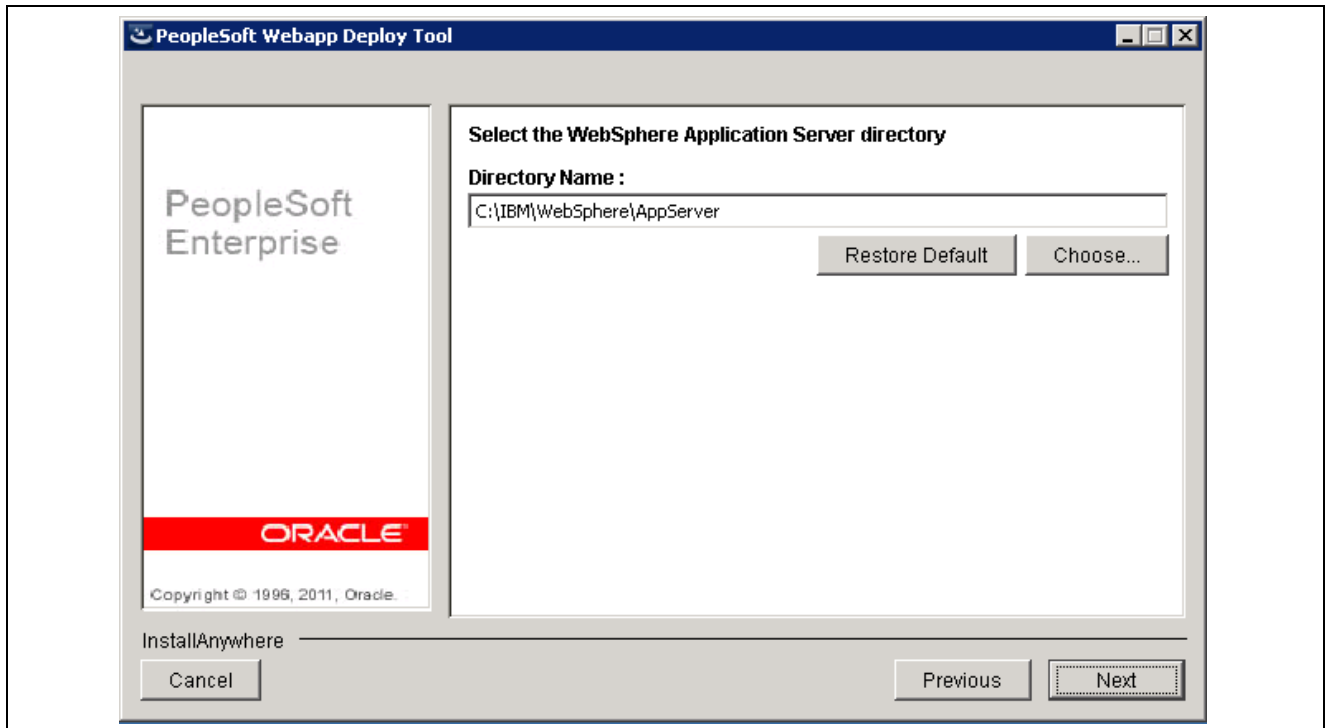 PeopleSoft Webapp Deploy Tool
PeopleSoft
Enterprise
ORACLE
Copyright © 1996, 2011, Oracle.
Select the WebSphere Application Server directory
Directory Name :
C:\IBM\WebSphere\AppServer
Restore Default Choose...
InstallAnywhere
Cancel Previous Next